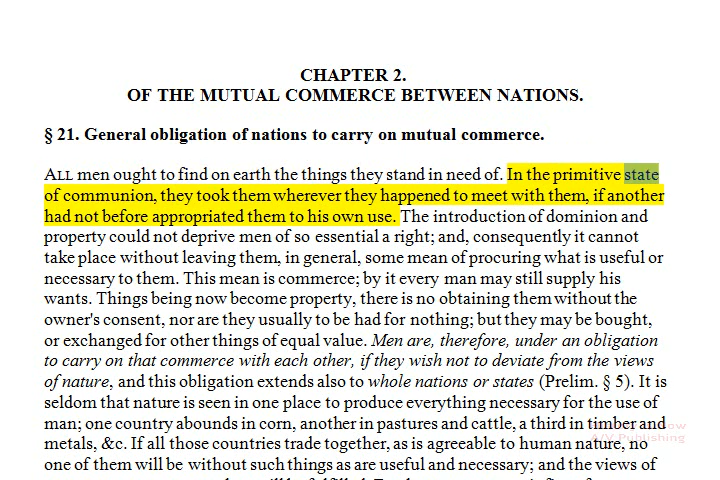 CHAPTER 2.
OF THE MUTUAL COMMERCE BETWEEN NATIONS.
§ 21. General obligation of nations to carry on mutual commerce.
ALL men ought to find on earth the things they stand in need of. In the primitive state
of communion, they took them wherever they happened to meet with them, if another
had not before appropriated them to his own use. The introduction of dominion and
property could not deprive men of so essential a right; and, consequently it cannot
take place without leaving them, in general, some mean of procuring what is useful or
necessary to them. This mean is commerce; by it every man may still supply his
wants. Things being now become property, there is no obtaining them without the
owner's consent, nor are they usually to be had for nothing; but they may be bought,
or exchanged for other things of equal value. Men are, therefore, under an obligation
to carry on that commerce with each other, if they wish not to deviate from the views
of nature, and this obligation extends also to whole nations or states (Prelim. § 5). It is
seldom that nature is seen in one place to produce everything necessary for the use of
man; one country abounds in corn, another in pastures and cattle, a third in timber and
metals, &c. If all those countries trade together, as is agreeable to human nature, no
one of them will be without such things as are useful and necessary; and the views of
A/V Publishing